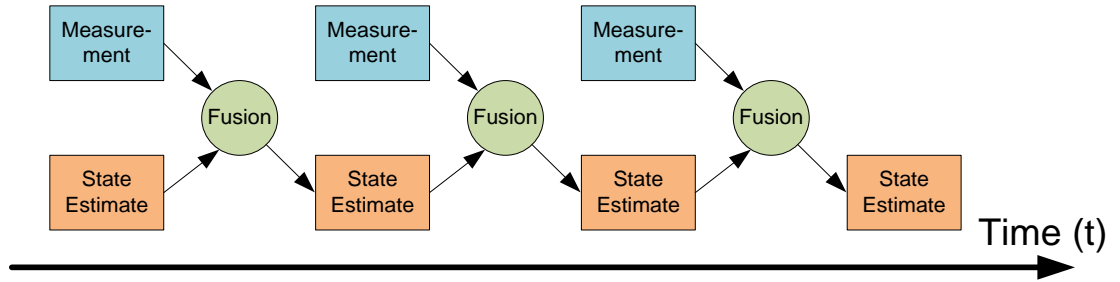 Measure-
ment
Measure-
ment
Measure-
ment
Fusion
Fusion
Fusion
State
Estimate
State
Estimate
State
Estimate
State
Estimate
Time (t)